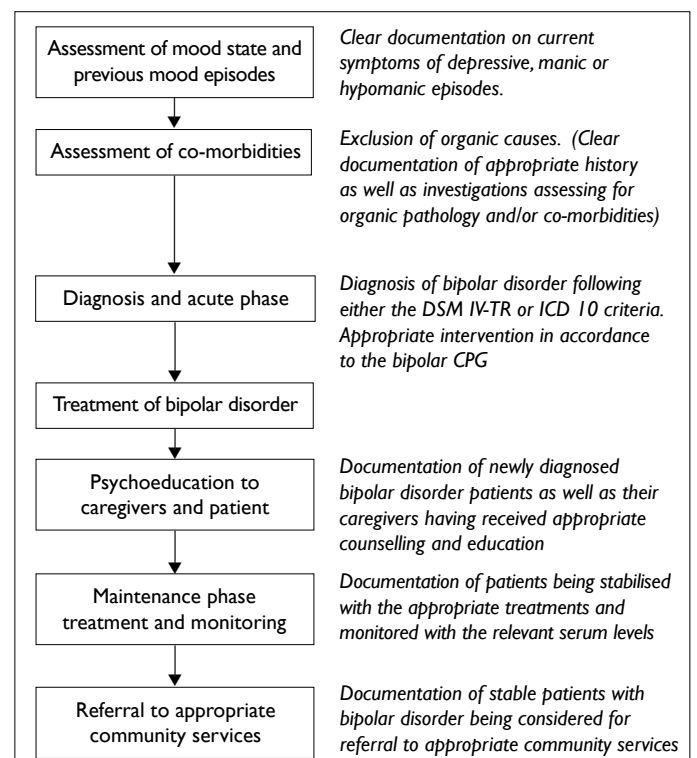 Assessment of mood state and
previous mood episodes
Clear documentation on current
symptoms of depressive, manic or
hypomanic episodes.
Assessment of co-morbidities
Exclusion of organic causes. (Clear
documentation of appropriate history
as well as investigations assessing for
organic pathology and/or co-morbidities)
Diagnosis and acute phase
Diagnosis of bipolar disorder following
either the DSM IV-TR or ICD 10 criteria.
Appropriate intervention in accordance
to the bipolar CPG
Treatment of bipolar disorder
Psychoeducation to
caregivers and patient
Documentation of newly diagnosed
bipolar disorder patients as well as their
caregivers having received appropriate
counselling and education
Maintenance phase
treatment and monitoring
Documentation of patients being stabilised
with the appropriate treatments and
monitored with the relevant serum levels
Referral to appropriate
community services
Documentation of stable patients with
bipolar disorder being considered for
referral to appropriate community services